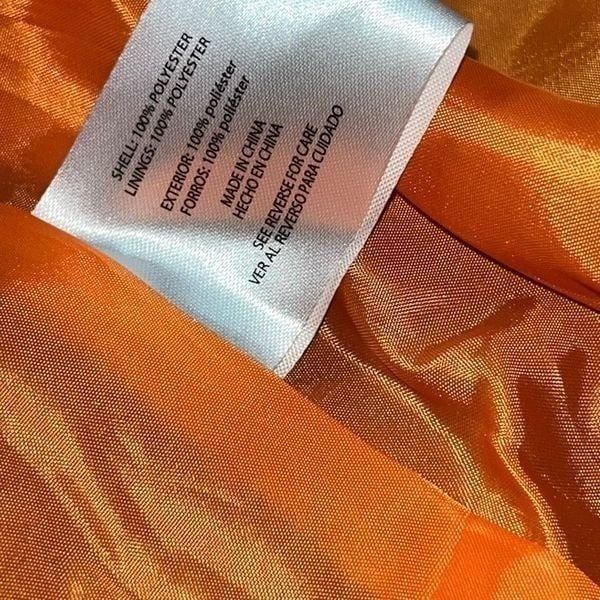 SHELL: 100% POLYESTER
LININGS: 100% POLYESTER
EXTERIOR: 100% poliéster
FORROS: 100% poliéster
MADE IN CHINA
HECHO EN CHINA
SEE REVERSE FOR CARE
VER AL REVERSO PARA CUIDADO